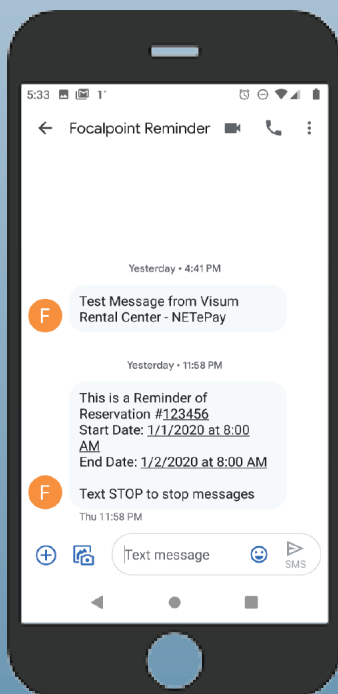 5:33 1°
Focalpoint Reminder
Yesterday • 4:41 PM
F
Test Message from Visum
Rental Center - NETePay
Yesterday • 11:58 PM
This is a Reminder of
Reservation #123456
Start Date: 1/1/2020 at 8:00
AM
End Date: 1/2/2020 at 8:00 AM
F
Text STOP to stop messages
Thu 11:58 PM
Text message
SMS